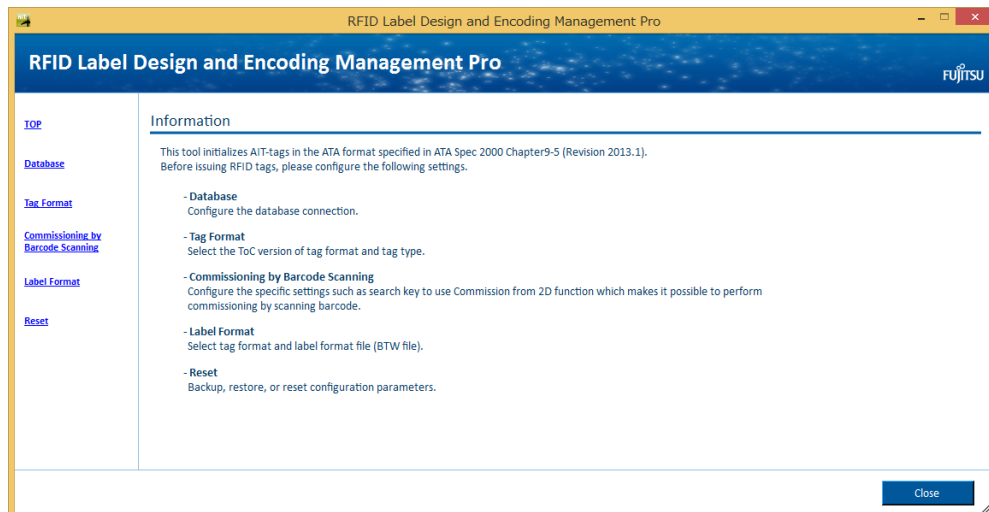 RFID Label Design and Encoding Management Pro
RFID Label Design and Encoding Management Pro
FUJITSU
TOP
Database
Tag Format
Commissioning by
Barcode Scanning
Label Format
Reset
Information
This tool initializes AIT-tags in the ATA format specified in ATA Spec 2000 Chapter9-5 (Revision 2013.1).
Before issuing RFID tags, please configure the following settings.
- Database
Configure the database connection.
- Tag Format
Select the ToC version of tag format and tag type.
- Commissioning by Barcode Scanning
Configure the specific settings such as search key to use Commission from 2D function which makes it possible to perform
commissioning by scanning barcode.
- Label Format
Select tag format and label format file (BTW file).
- Reset
Backup, restore, or reset configuration parameters.
Close